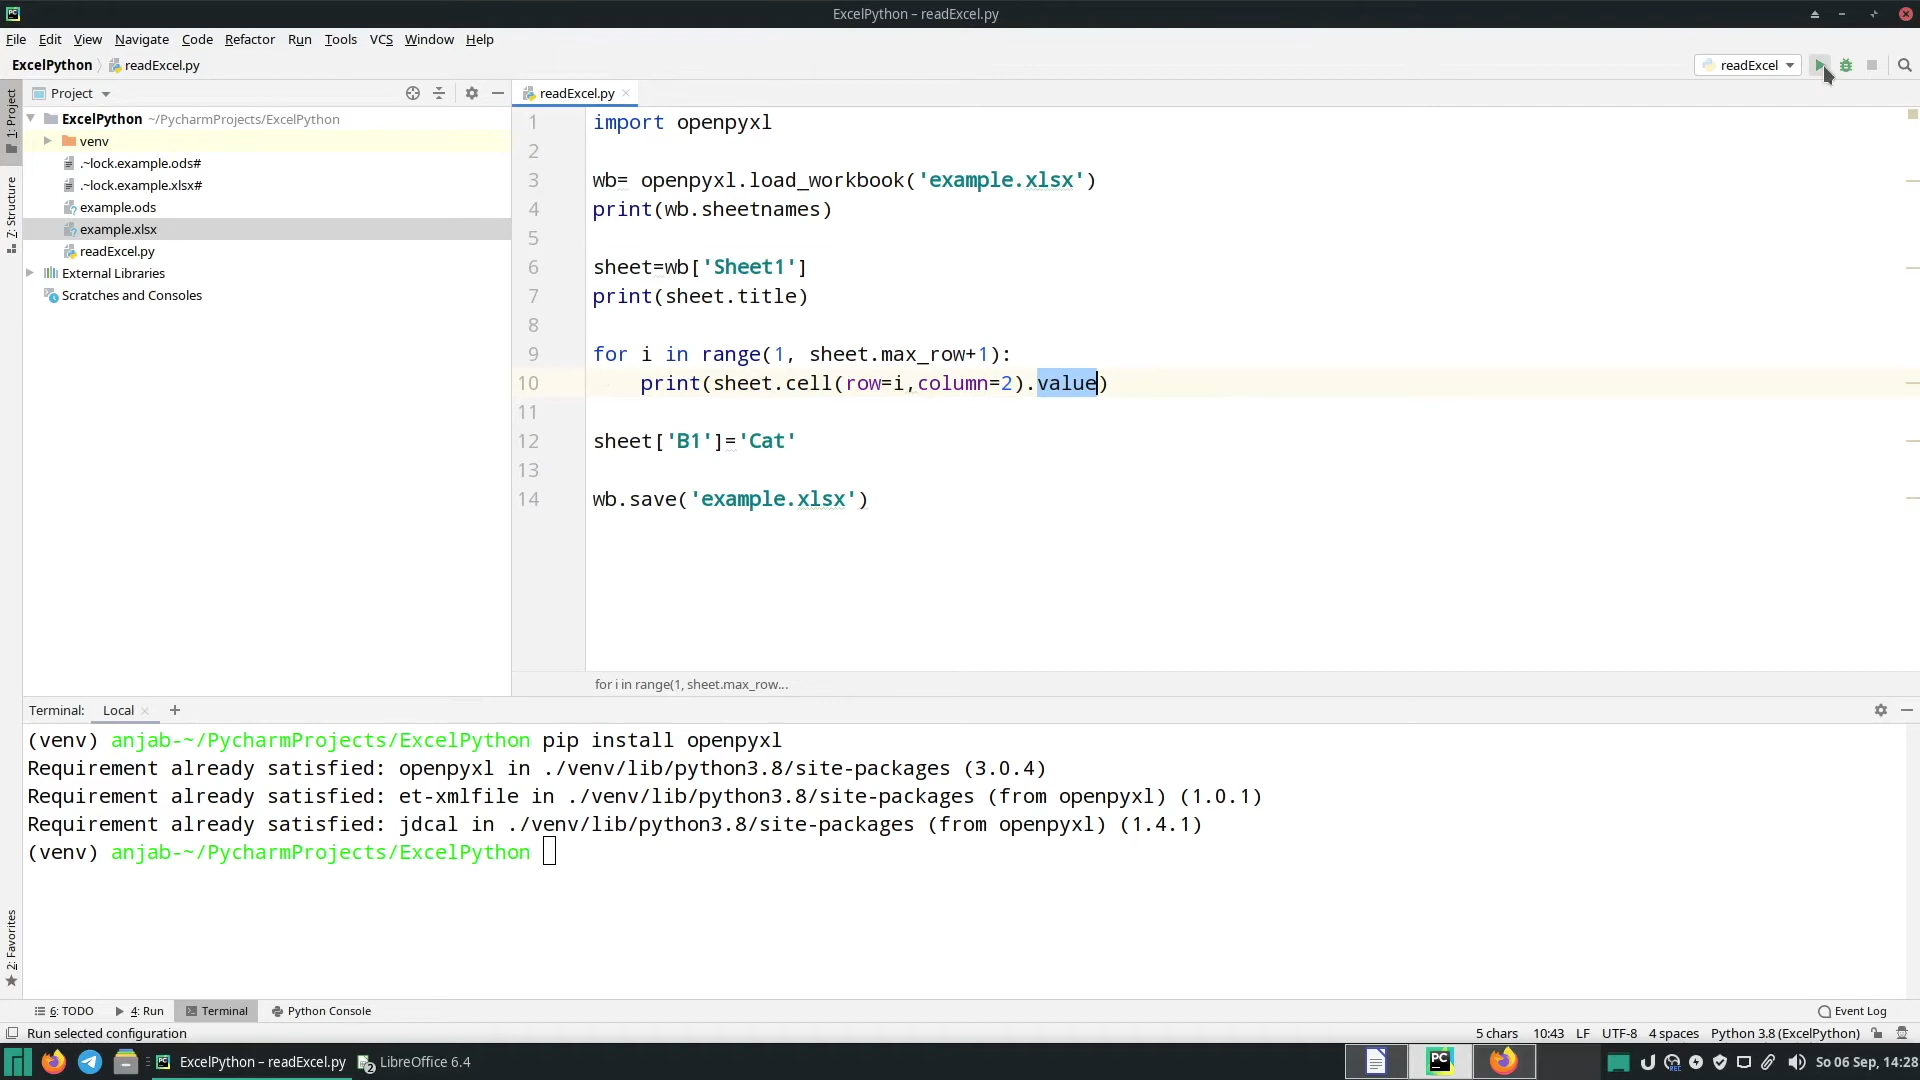 ExcelPython – readExcel.py
File Edit View Navigate Code Refactor Run Tools VCS Window Help
ExcelPython readExcel.py readExcel
Project readExcel.py
1: Project
7: Structure
2: Favorites
ExcelPython ~/PycharmProjects/ExcelPython
venv
.~lock.example.ods#
.~lock.example.xlsx#
example.ods
example.xlsx
readExcel.py
External Libraries
Scratches and Consoles
1 import openpyxl
2
3 wb= openpyxl.load_workbook('example.xlsx')
4 print(wb.sheetnames)
5
6 sheet=wb['Sheet1']
7 print(sheet.title)
8
9 for i in range(1, sheet.max_row+1):
10 print(sheet.cell(row=i,column=2).value)
11
12 sheet['B1']='Cat'
13
14 wb.save('example.xlsx')
for i in range(1, sheet.max_row...
Terminal: Local
(venv) anjab-~/PycharmProjects/ExcelPython pip install openpyxl
Requirement already satisfied: openpyxl in ./venv/lib/python3.8/site-packages (3.0.4)
Requirement already satisfied: et-xmlfile in ./venv/lib/python3.8/site-packages (from openpyxl) (1.0.1)
Requirement already satisfied: jdcal in ./venv/lib/python3.8/site-packages (from openpyxl) (1.4.1)
(venv) anjab-~/PycharmProjects/ExcelPython
6: TODO 4: Run Terminal Python Console Event Log
Run selected configuration 5 chars 10:43 LF UTF-8 4 spaces Python 3.8 (ExcelPython)
ExcelPython – readExcel.py LibreOffice 6.4 So 06 Sep, 14:28